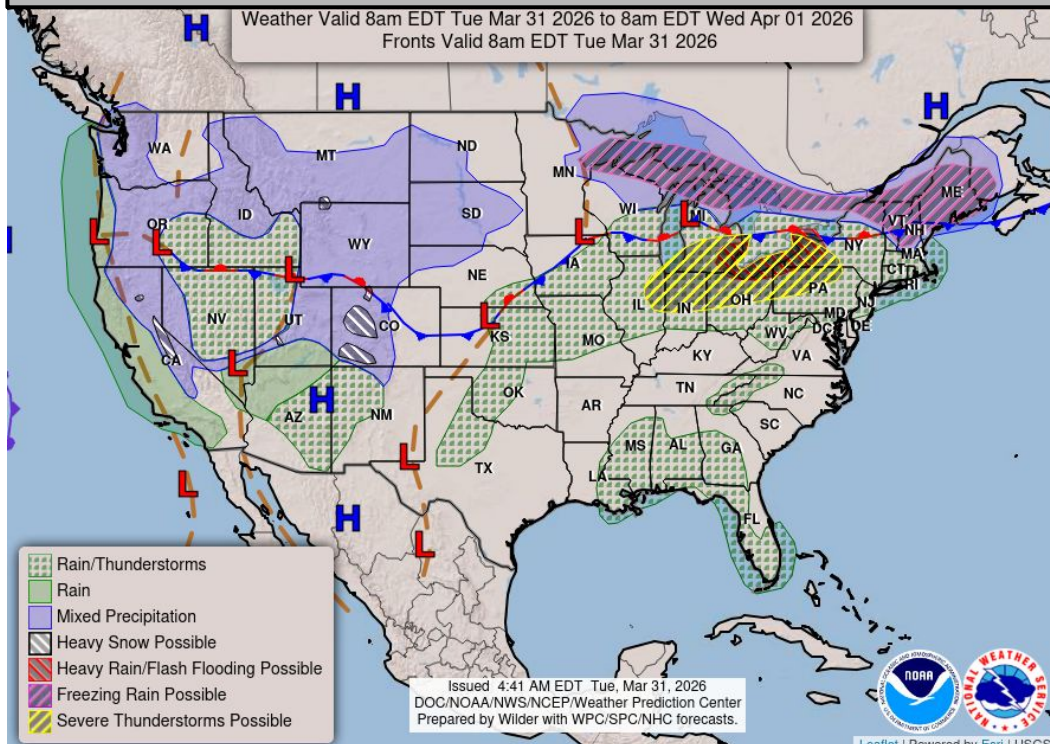 Weather Valid 8am EDT Tue Mar 31 2026 to 8am EDT Wed Apr 01 2026
Fronts Valid 8am EDT Tue Mar 31 2026
H
H
H
WA
MT
ND
MN
ME
VT
NH
OR
ID
SD
WI
MI
NY
MA
L
L
L
L
WY
CT
RI
L
IA
PA
NE
NJ
NV
UT
CO
L
KS
IL
IN
OH
MD
DE
DC
WV
CA
MO
VA
KY
L
H
AZ
NM
OK
AR
TN
NC
SC
L
TX
MS
AL
GA
LA
L
H
FL
L
Rain/Thunderstorms
Rain
Mixed Precipitation
Heavy Snow Possible
Heavy Rain/Flash Flooding Possible
Freezing Rain Possible
Severe Thunderstorms Possible
Issued 4:41 AM EDT Tue, Mar 31, 2026
DOC/NOAA/NWS/NCEP/Weather Prediction Center
Prepared by Wilder with WPC/SPC/NHC forecasts.
NOAA
NATIONAL WEATHER SERVICE
Leaflet | Powered by Esri | USGS